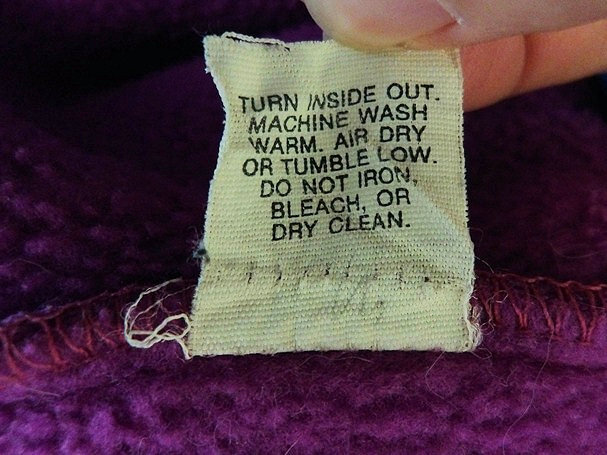 TURN INSIDE OUT.
MACHINE WASH
WARM. AIR DRY
OR TUMBLE LOW.
DO NOT IRON,
BLEACH, OR
DRY CLEAN.